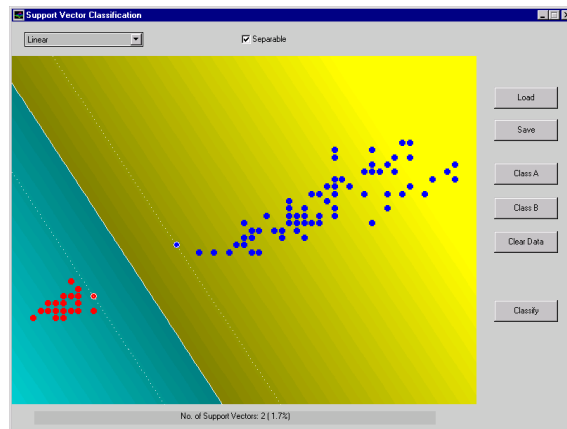 Support Vector Classification
Linear
Separable
Load
Save
Class A
Class B
Clear Data
Classify
No. of Support Vectors: 2 ( 1.7%)